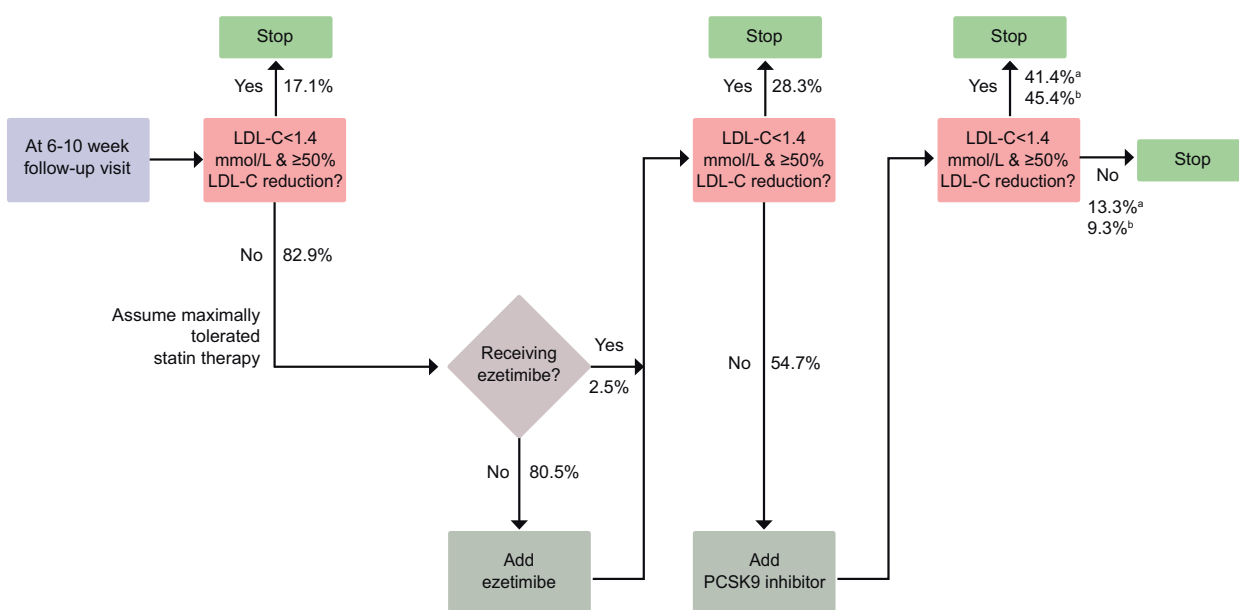 Stop
Yes 17.1%
At 6-10 week
follow-up visit
LDL-C<1.4
mmol/L & ≥50%
LDL-C reduction?
No 82.9%
Assume maximally
tolerated
statin therapy
Receiving
ezetimibe?
Yes
2.5%
No 80.5%
Add
ezetimibe
Stop
Yes 28.3%
LDL-C<1.4
mmol/L & ≥50%
LDL-C reduction?
No 54.7%
Add
PCSK9 inhibitor
Stop
Yes 41.4%ᵃ
45.4%ᵇ
LDL-C<1.4
mmol/L & ≥50%
LDL-C reduction?
No
13.3%ᵃ
9.3%ᵇ
Stop